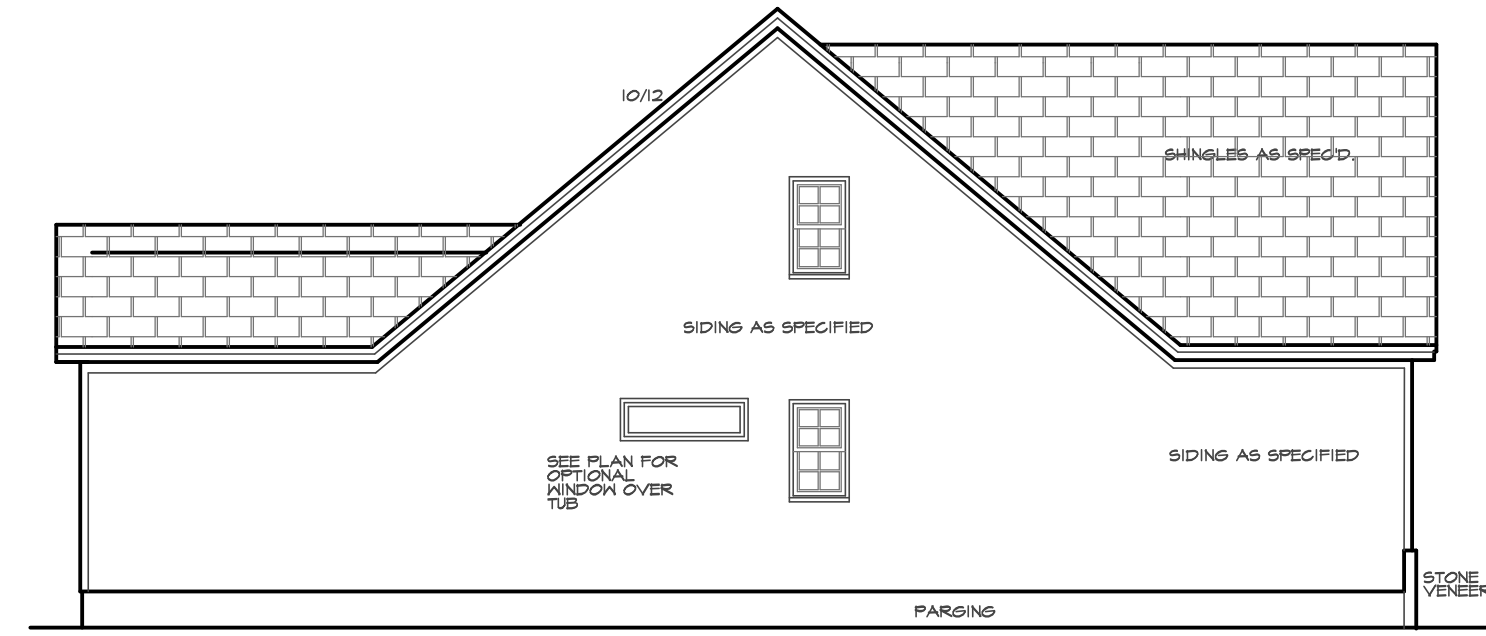 10/12
SHINGLES AS SPEC'D.
SIDING AS SPECIFIED
SEE PLAN FOR
OPTIONAL
WINDOW OVER
TUB
SIDING AS SPECIFIED
STONE
VENEER
PARGING